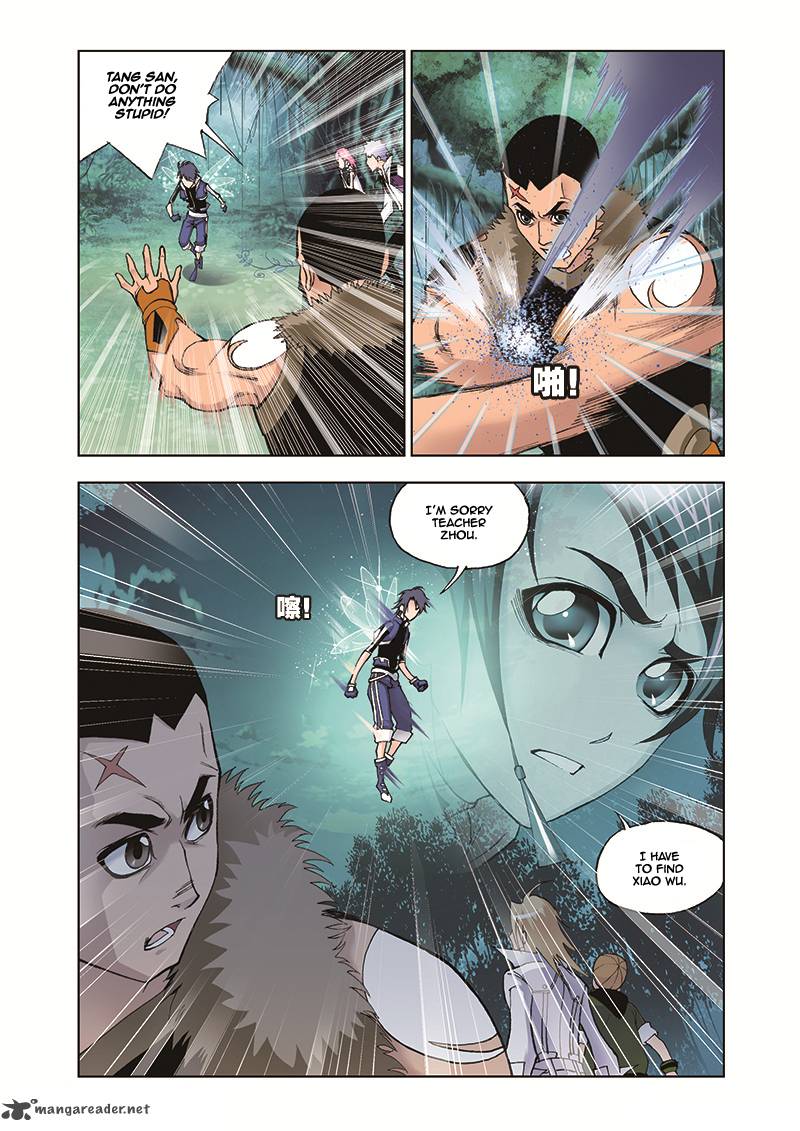 TANG SAN,
DON'T DO
ANYTHING
STUPID!
啪!
I'M SORRY
TEACHER
ZHOU.
嚓!
I HAVE
TO FIND
XIAO WU.
mangareader.net